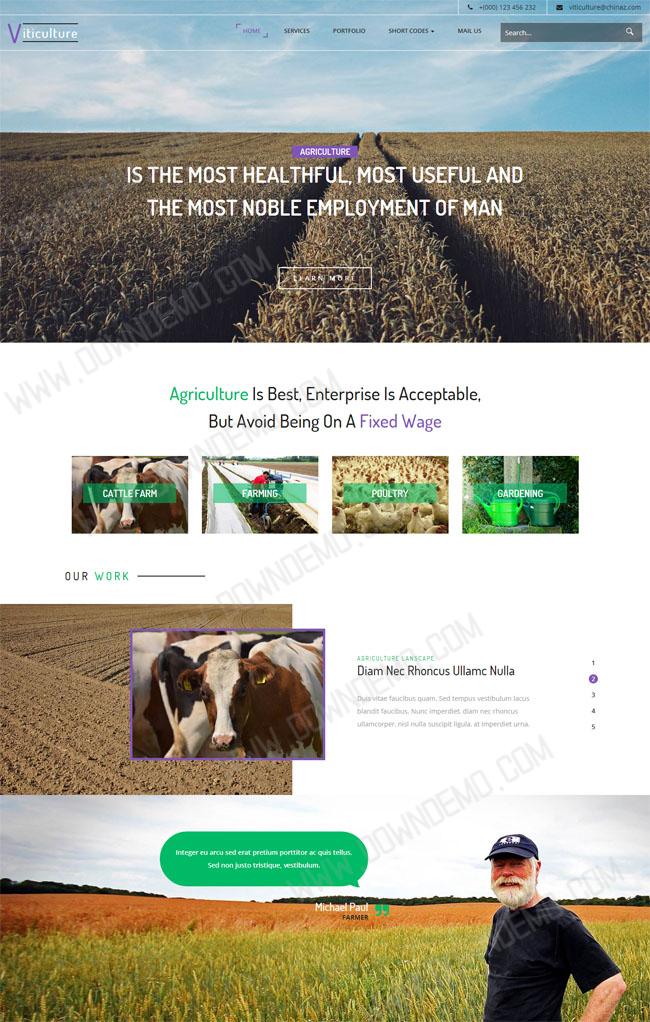 +(000) 123 456 232
viticulture@chinaz.com
Viticulture
HOME
SERVICES
PORTFOLIO
SHORT CODES
MAIL US
Search...
AGRICULTURE
IS THE MOST HEALTHFUL, MOST USEFUL AND
THE MOST NOBLE EMPLOYMENT OF MAN
LEARN MORE
WWW.DOWNDEMO.COM
Agriculture Is Best, Enterprise Is Acceptable,
But Avoid Being On A Fixed Wage
CATTLE FARM
FARMING
POULTRY
GARDENING
OUR WORK
AGRICULTURE LANSCAPE
Diam Nec Rhoncus Ullamc Nulla
Duis vitae faucibus quam. Sed tempus vestibulum lacus
blandit faucibus. Nunc imperdiet, diam nec rhoncus
ullamcorper, nisl nulla suscipit ligula, at imperdiet urna.
1
2
3
4
5
Integer eu arcu sed erat pretium porttitor ac quis tellus.
Sed non justo tristique, vestibulum.
Michael Paul
FARMER